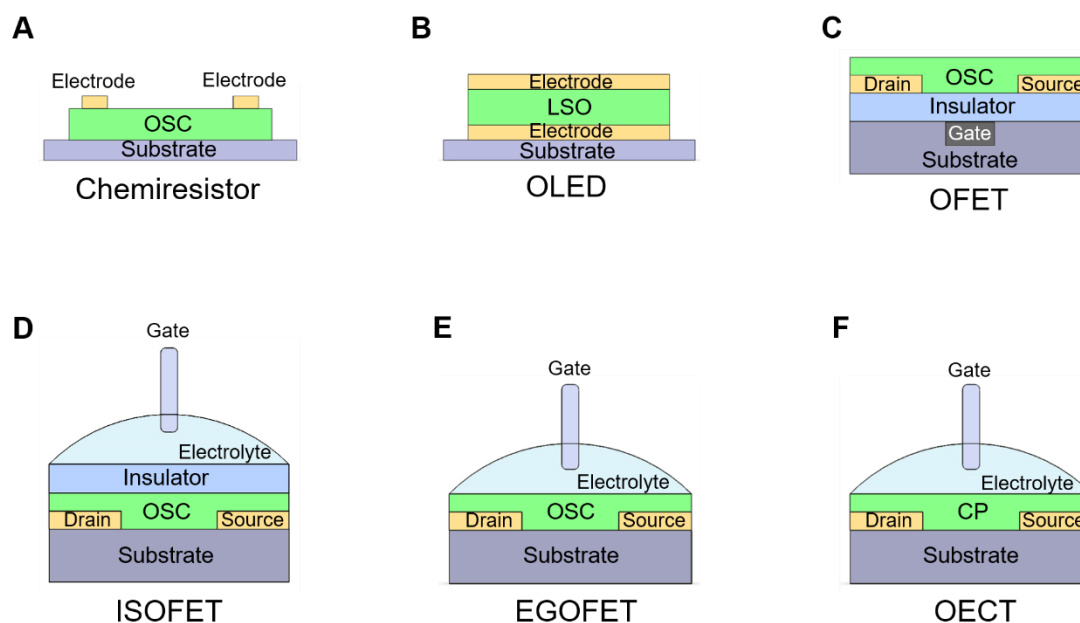 A
Electrode Electrode
OSC
Substrate
Chemiresistor
B
Electrode
LSO
Electrode
Substrate
OLED
C
Drain OSC Source
Insulator
Gate
Substrate
OFET
D
Gate
Electrolyte
Insulator
Drain OSC Source
Substrate
ISOFET
E
Gate
Electrolyte
Drain OSC Source
Substrate
EGOFET
F
Gate
Electrolyte
Drain CP Source
Substrate
OECT